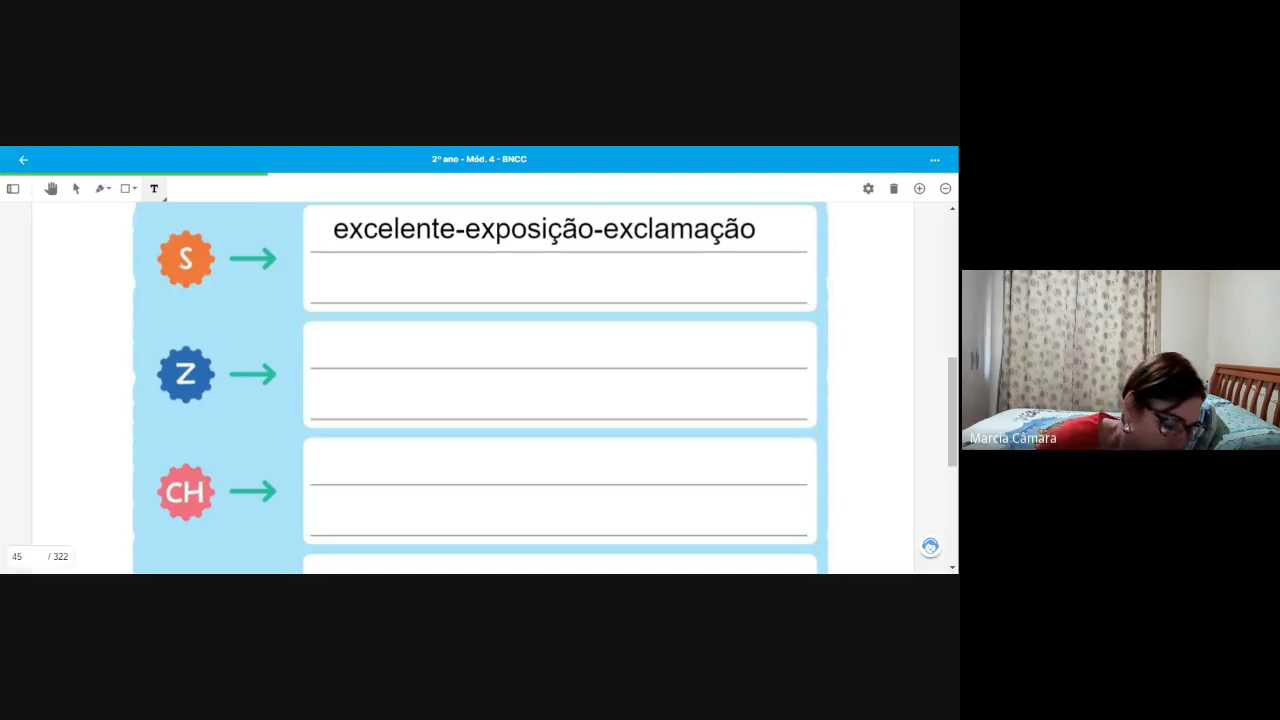 2º ano - Mód. 4 - BNCC
T
S
excelente-exposição-exclamação
Z
CH
45 / 322
Marcia Câmara